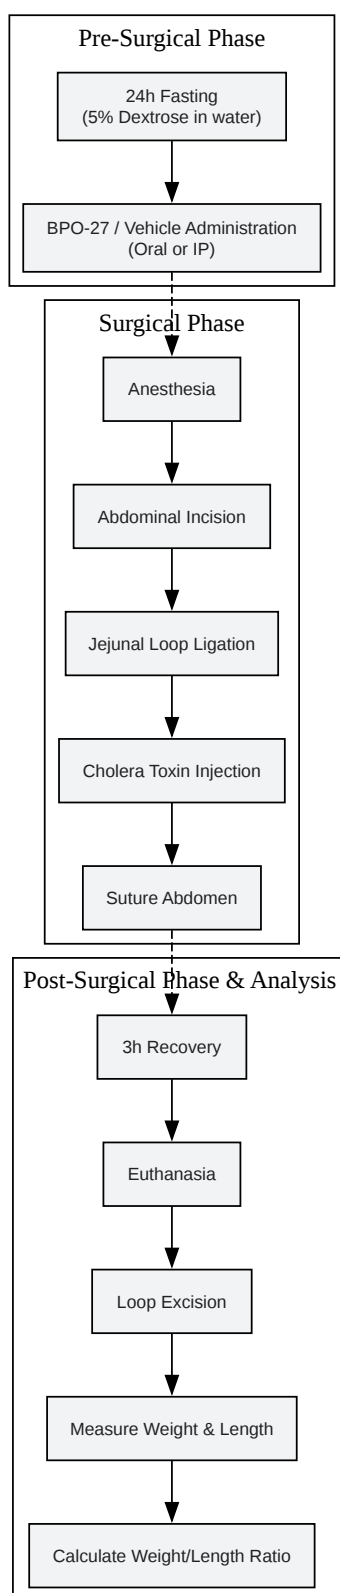 Pre-Surgical Phase
24h Fasting
(5% Dextrose in water)
BPO-27 / Vehicle Administration
(Oral or IP)
Surgical Phase
Anesthesia
Abdominal Incision
Jejunal Loop Ligation
Cholera Toxin Injection
Suture Abdomen
Post-Surgical Phase & Analysis
3h Recovery
Euthanasia
Loop Excision
Measure Weight & Length
Calculate Weight/Length Ratio